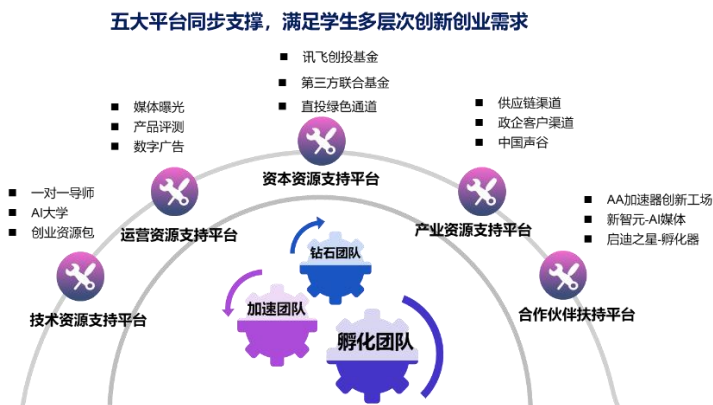 五大平台同步支撑，满足学生多层次创新创业需求
讯飞创投基金
第三方联合基金
直投绿色通道
资本资源支持平台
媒体曝光
产品评测
数字广告
运营资源支持平台
供应链渠道
政企客户渠道
中国声谷
产业资源支持平台
一对一导师
AI大学
创业资源包
技术资源支持平台
AA加速器创新工场
新智元-AI媒体
启迪之星-孵化器
合作伙伴扶持平台
钻石团队
加速团队
孵化团队